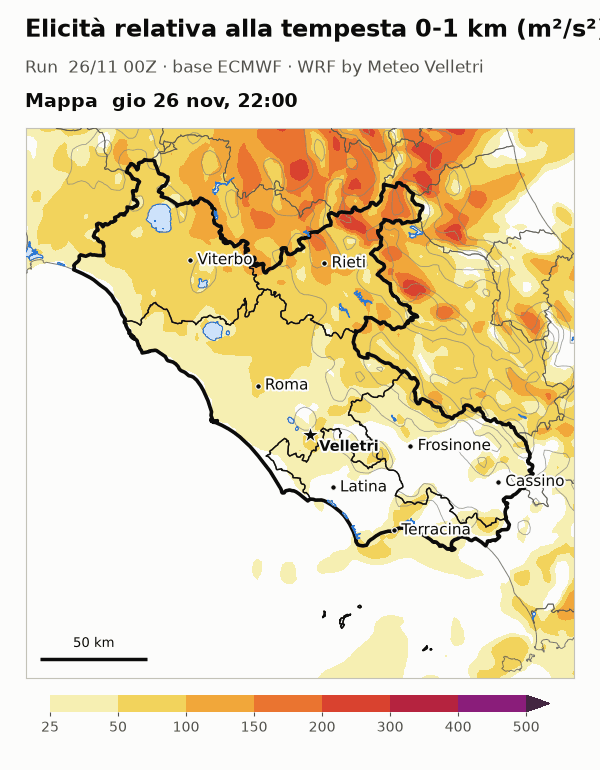 Elicità relativa alla tempesta 0-1 km (m²/s²)
Run 26/11 00Z · base ECMWF · WRF by Meteo Velletri
Mappa gio 26 nov, 22:00
Viterbo
Rieti
Roma
Velletri
Frosinone
Latina
Cassino
Terracina
50 km
25 50 100 150 200 300 400 500